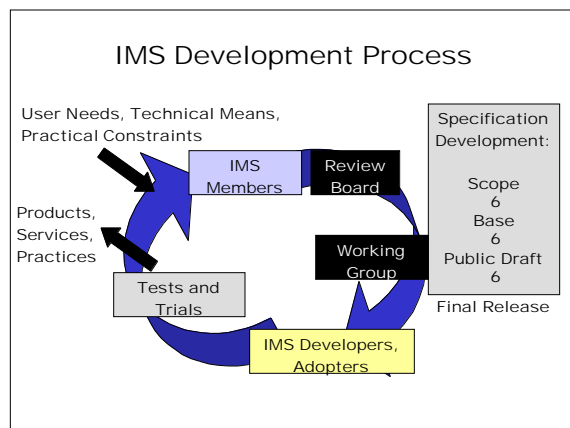 IMS Development Process
User Needs, Technical Means,
Practical Constraints
IMS
Members
Review
Board
Specification
Development:
Scope
6
Base
6
Public Draft
6
Final Release
Products,
Services,
Practices
Working
Group
Tests and
Trials
IMS Developers,
Adopters